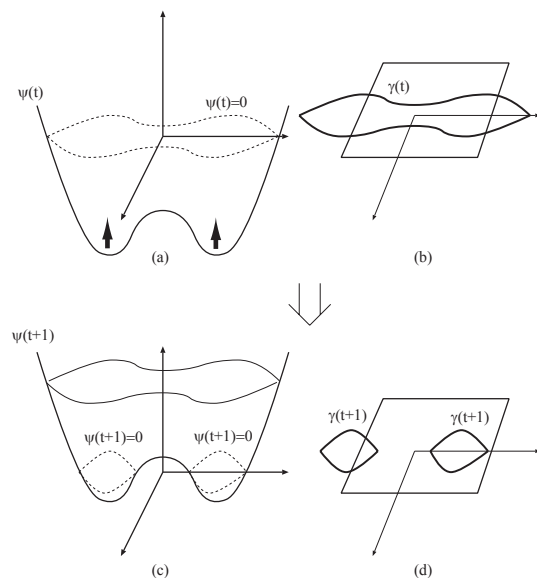 ψ(t)
ψ(t)=0
γ(t)
(a)
(b)
ψ(t+1)
ψ(t+1)=0
ψ(t+1)=0
γ(t+1)
γ(t+1)
(c)
(d)